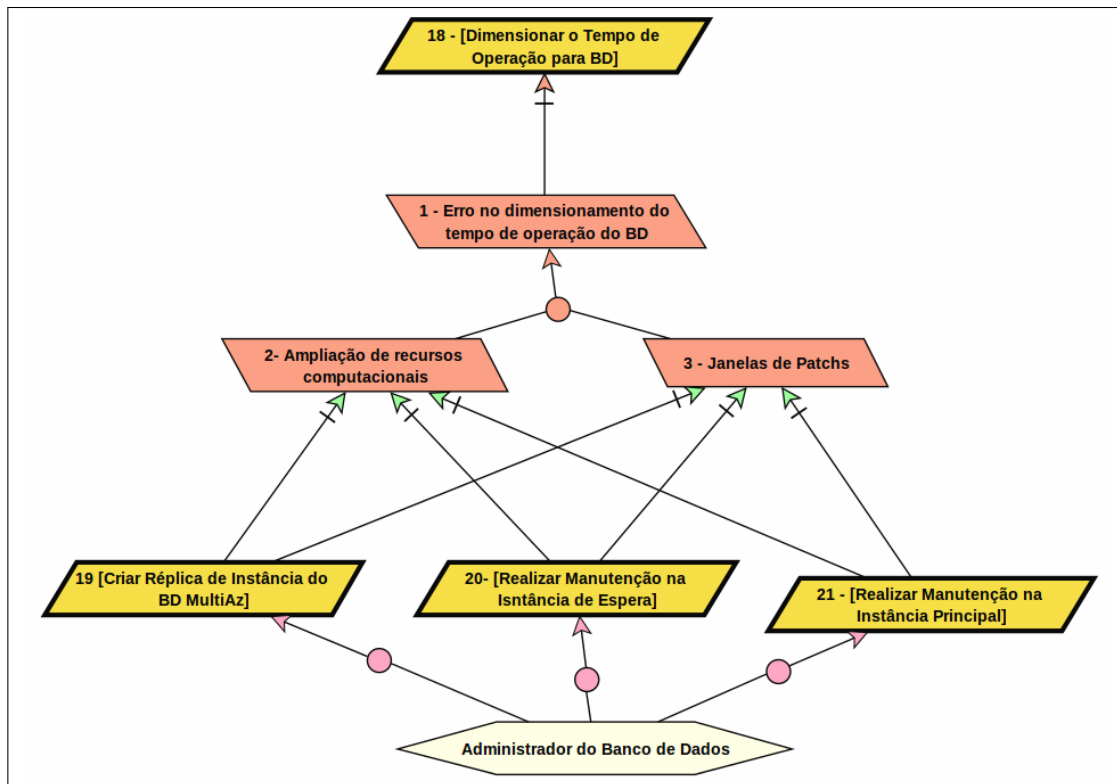 18 - [Dimensionar o Tempo de
Operação para BD]
1 - Erro no dimensionamento do
tempo de operação do BD
2- Ampliação de recursos
computacionais
3 - Janelas de Patchs
19 [Criar Réplica de Instância do
BD MultiAz]
20- [Realizar Manutenção na
Isntância de Espera]
21 - [Realizar Manutenção na
Instância Principal]
Administrador do Banco de Dados